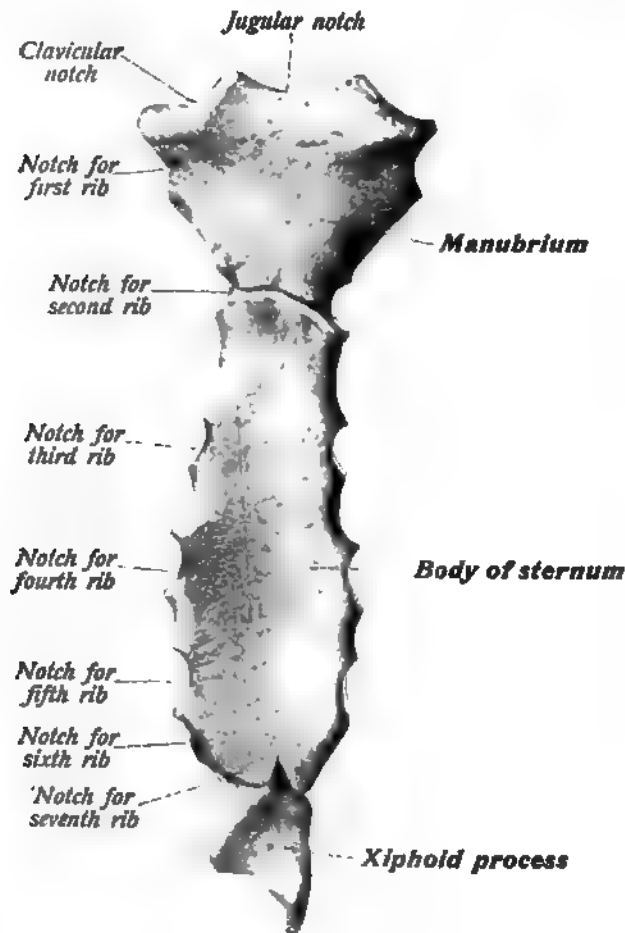 Jugular notch
Clavicular
notch
Notch for
first rib
Manubrium
Notch for
second rib
Notch for
third rib
Notch for
fourth rib
Body of sternum
Notch for
fifth rib
Notch for
sixth rib
'Notch for
seventh rib
Xiphoid process